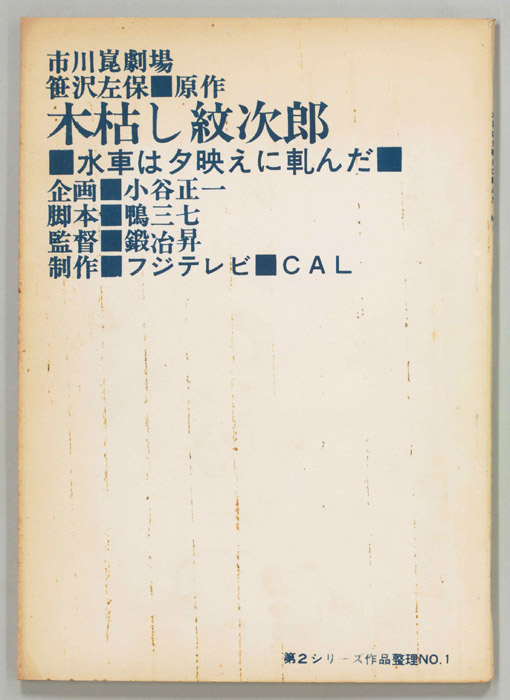 市川崑劇場
笹沢左保■原作
木枯し紋次郎
■水車は夕映えに軋んだ■
企画■小谷正一
脚本■鴨三七
監督■鍛冶昇
制作■フジテレビ■CAL
第2シリーズ作品整理NO.1